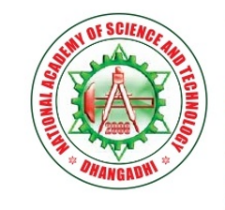 NATIONAL ACADEMY OF SCIENCE AND TECHNOLOGY
2000
* DHANGADHI *